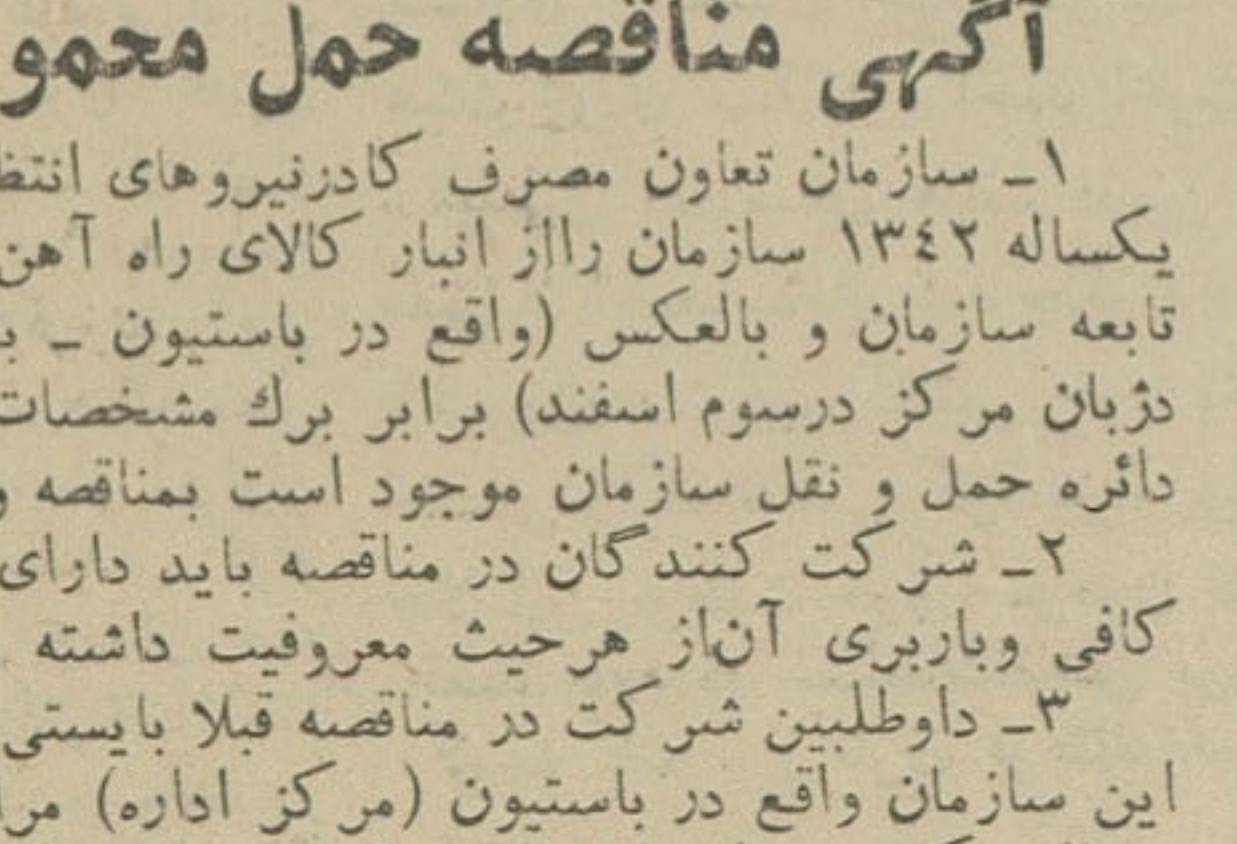 آگهی مناقصه حمل محمو
۱ـ سازمان تعاون مصرف کادرنیروهای انتظ
یکساله ۱۳٤۲ سازمان رااز انبار کالای راه آهن
تابعه سازمان و بالعکس (واقع در باستیون ـ ب
دژبان مرکز درسوم اسفند) برابر برك مشخصات
دائره حمل و نقل سازمان موجود است بمناقصه و
۲ـ شرکت کنندگان در مناقصه باید دارای
کافی وباربری آن‌از هرحیث معروفیت داشته
۳ـ داوطلبین شرکت در مناقصه قبلا بایستی
این سازمان واقع در باستیون (مرکز اداره) مرا